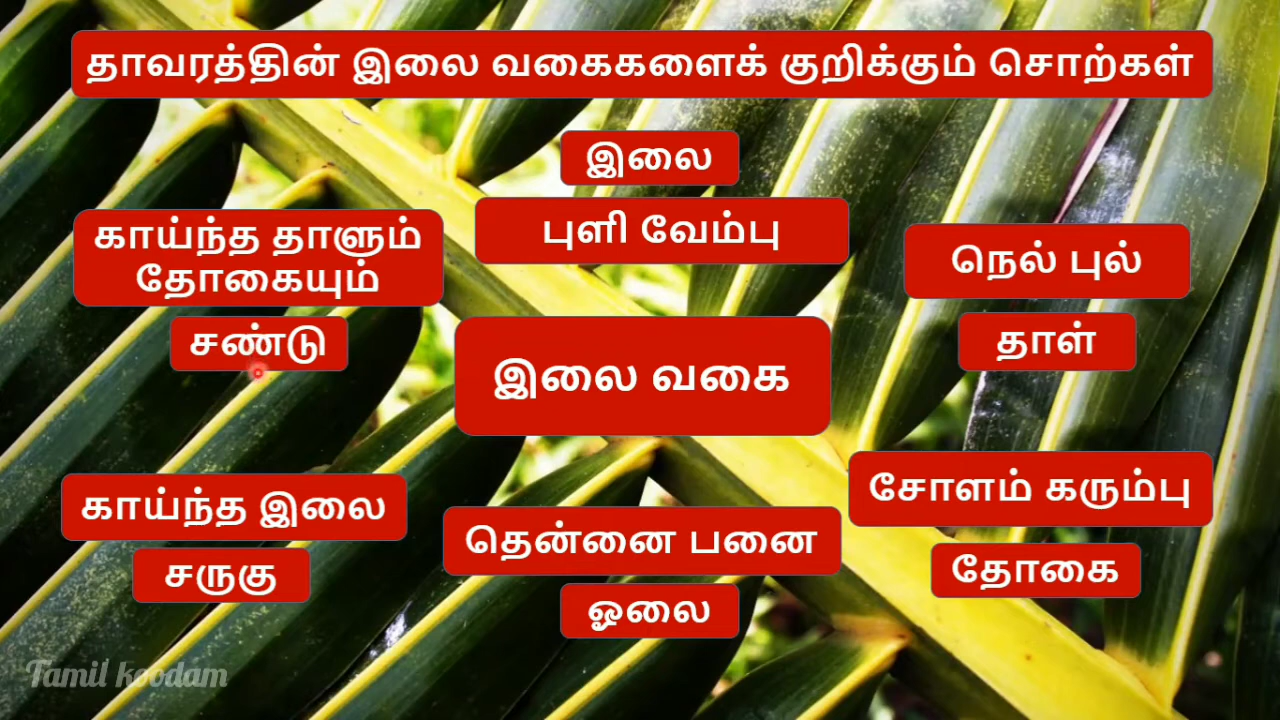 தாவரத்தின் இலை வகைகளைக் குறிக்கும் சொற்கள்
இலை
புளி வேம்பு
காய்ந்த தாளும்
தோகையும்
சண்டு
நெல் புல்
தாள்
இலை வகை
காய்ந்த இலை
சருகு
தென்னை பனை
ஓலை
சோளம் கரும்பு
தோகை
Tamil koodam